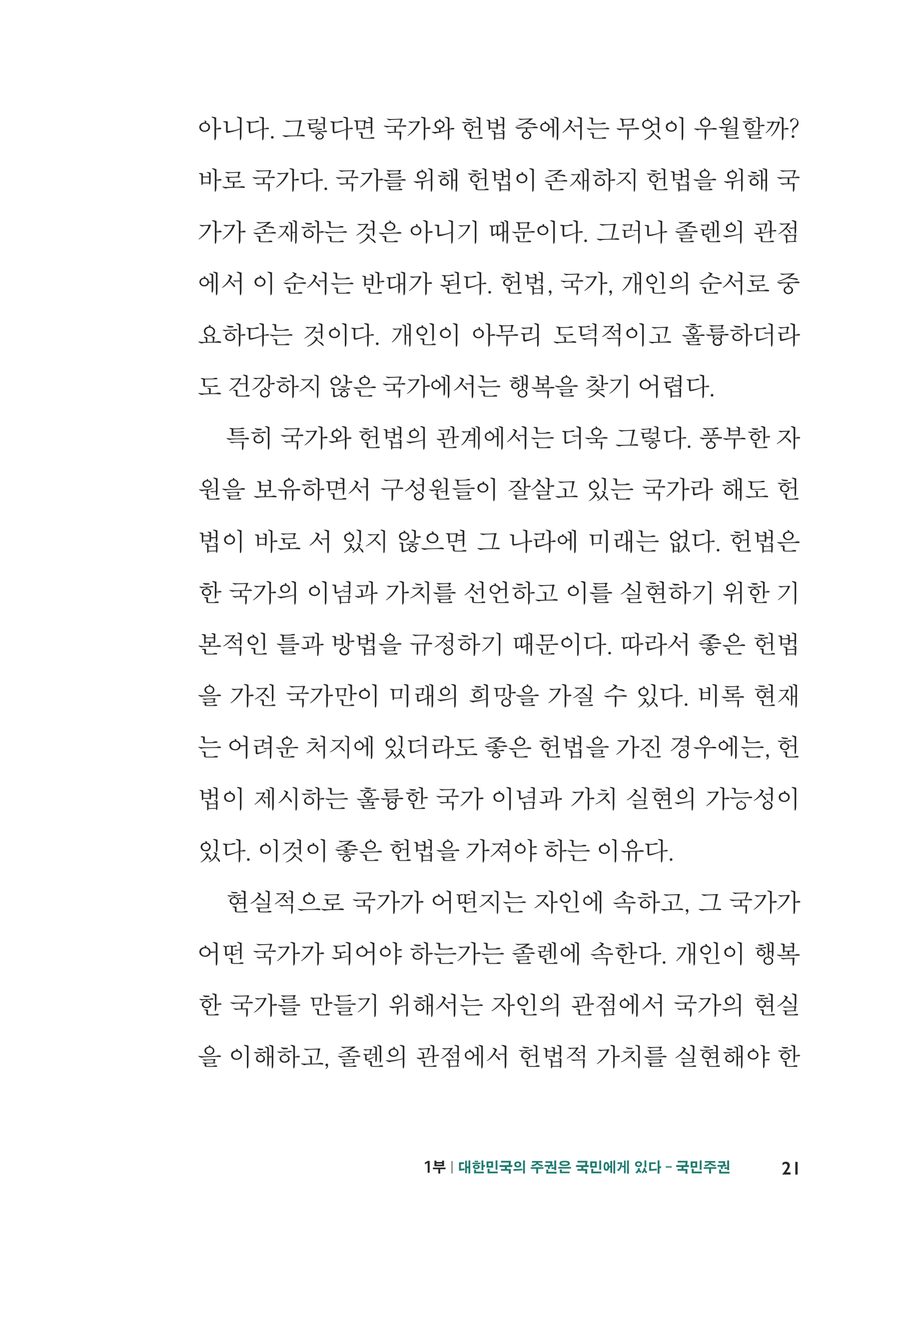 아니다. 그렇다면 국가와 헌법 중에서는 무엇이 우월할까?
바로 국가다. 국가를 위해 헌법이 존재하지 헌법을 위해 국
가가 존재하는 것은 아니기 때문이다. 그러나 졸렌의 관점
에서 이 순서는 반대가 된다. 헌법, 국가, 개인의 순서로 중
요하다는 것이다. 개인이 아무리 도덕적이고 훌륭하더라
도 건강하지 않은 국가에서는 행복을 찾기 어렵다.
특히 국가와 헌법의 관계에서는 더욱 그렇다. 풍부한 자
원을 보유하면서 구성원들이 잘살고 있는 국가라 해도 헌
법이 바로 서 있지 않으면 그 나라에 미래는 없다. 헌법은
한 국가의 이념과 가치를 선언하고 이를 실현하기 위한 기
본적인 틀과 방법을 규정하기 때문이다. 따라서 좋은 헌법
을 가진 국가만이 미래의 희망을 가질 수 있다. 비록 현재
는 어려운 처지에 있더라도 좋은 헌법을 가진 경우에는, 헌
법이 제시하는 훌륭한 국가 이념과 가치 실현의 가능성이
있다. 이것이 좋은 헌법을 가져야 하는 이유다.
현실적으로 국가가 어떤지는 자인에 속하고, 그 국가가
어떤 국가가 되어야 하는가는 졸렌에 속한다. 개인이 행복
한 국가를 만들기 위해서는 자인의 관점에서 국가의 현실
을 이해하고, 졸렌의 관점에서 헌법적 가치를 실현해야 한
1부 | 대한민국의 주권은 국민에게 있다 - 국민주권 21